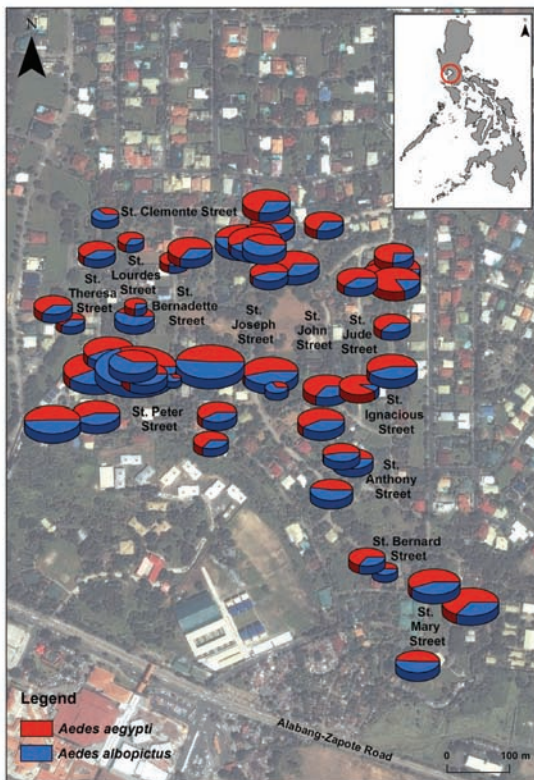 N
N
St. Clemente Street
St.
Lourdes
Street
St.
Theresa
Street
St.
Bernadette
Street
St.
Joseph
Street
St.
John
Street
St.
Jude
Street
St. Peter
Street
St.
Ignacious
Street
St.
Anthony
Street
St. Bernard
Street
St.
Mary
Street
Legend
Aedes aegypti
Aedes albopictus
Alabang-Zapote Road
0 100 m